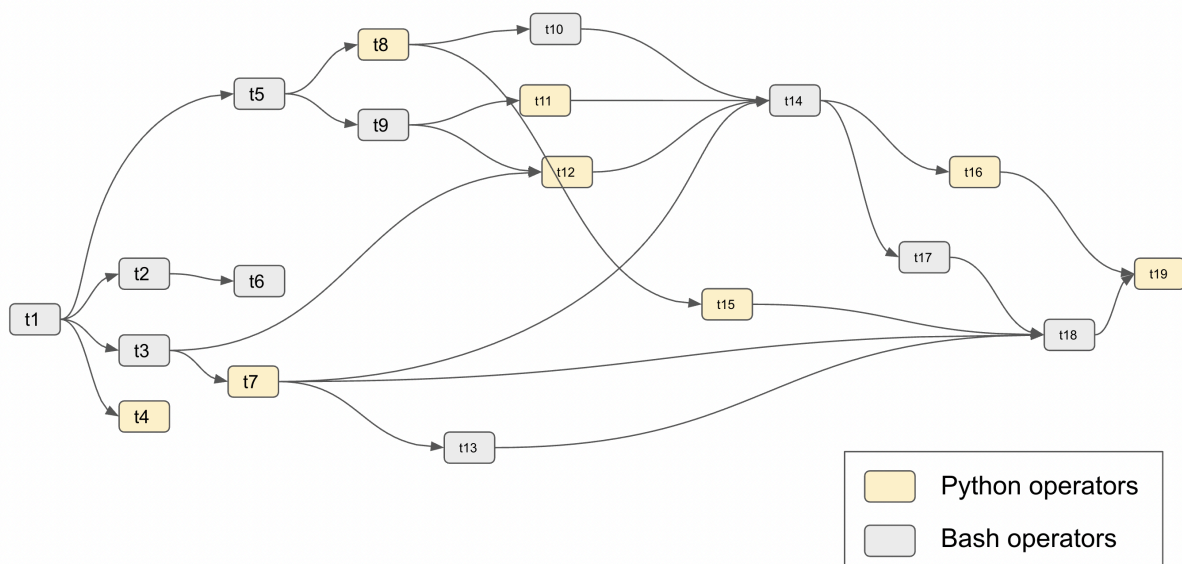 t1
t2
t3
t4
t5
t6
t7
t8
t9
t10
t11
t12
t13
t14
t15
t16
t17
t18
t19
Python operators
Bash operators